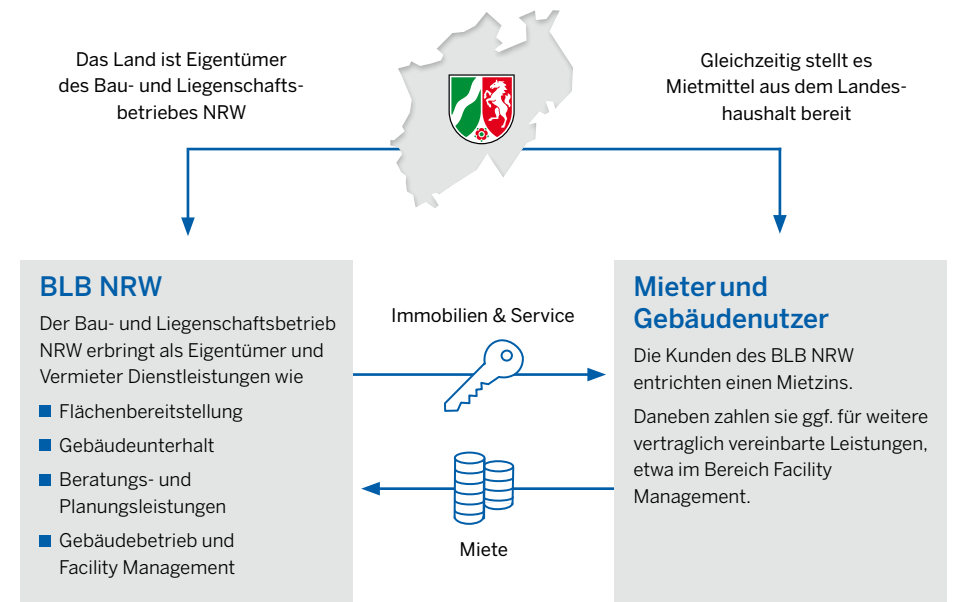 Das Land ist Eigentümer
des Bau- und Liegenschafts-
betriebes NRW
Gleichzeitig stellt es
Mietmittel aus dem Landes-
haushalt bereit
BLB NRW
Der Bau- und Liegenschaftsbetrieb
NRW erbringt als Eigentümer und
Vermieter Dienstleistungen wie
Flächenbereitstellung
Gebäudeunterhalt
Beratungs- und
Planungsleistungen
Gebäudebetrieb und
Facility Management
Immobilien & Service
Miete
Mieter und
Gebäudenutzer
Die Kunden des BLB NRW
entrichten einen Mietzins.
Daneben zahlen sie ggf. für weitere
vertraglich vereinbarte Leistungen,
etwa im Bereich Facility
Management.